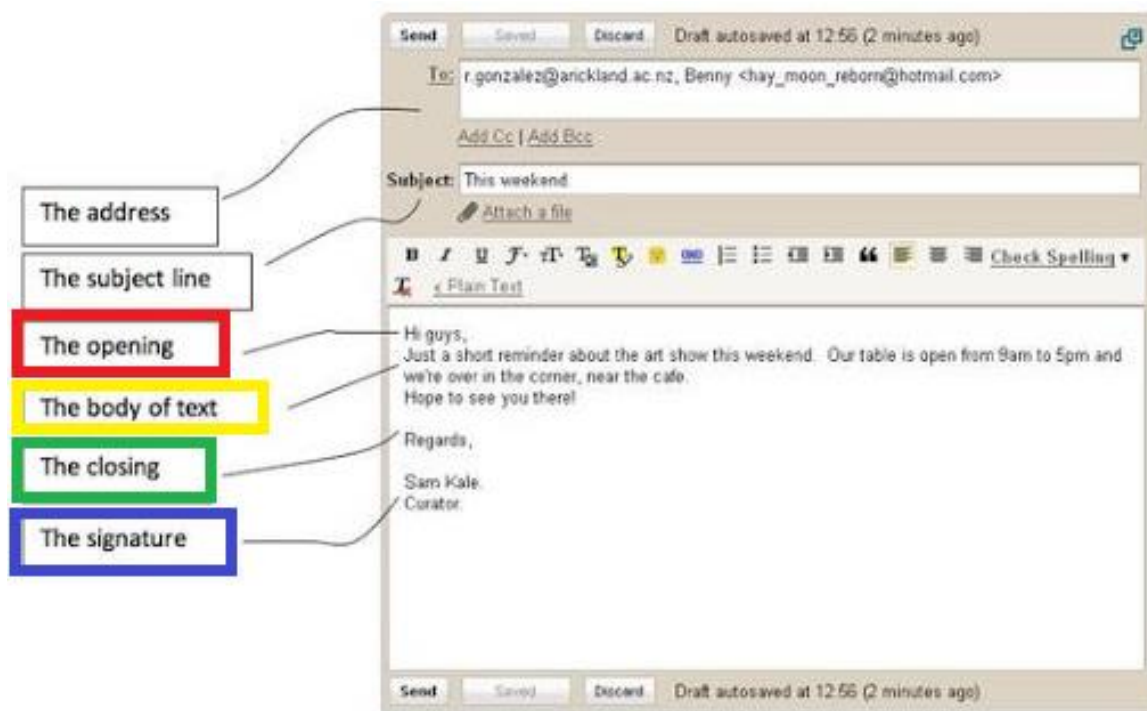 Send Saved Discard Draft autosaved at 12:56 (2 minutes ago)
To: r.gonzalez@arickland.ac.nz, Benny <hay_moon_reborn@hotmail.com>
Add Cc | Add Bcc
Subject: This weekend
Attach a file
B I U Check Spelling
« Plain Text
The address
The subject line
The opening
The body of text
The closing
The signature
Hi guys,
Just a short reminder about the art show this weekend. Our table is open from 9am to 5pm and
we're over in the corner, near the cafe.
Hope to see you there!
Regards,
Sam Kale.
Curator.
Send Saved Discard Draft autosaved at 12:56 (2 minutes ago)